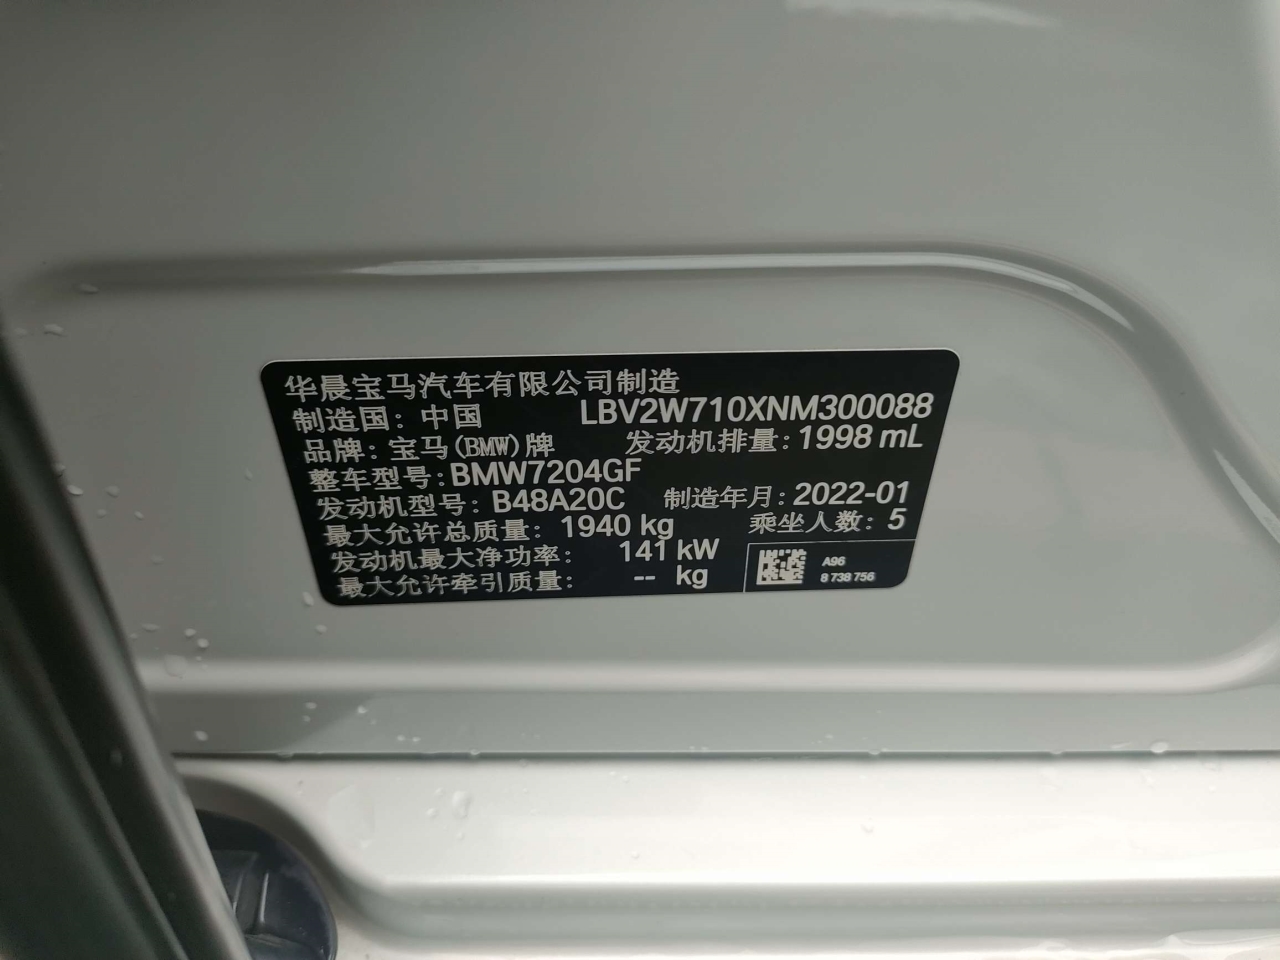 华晨宝马汽车有限公司制造
制造国：中国 LBV2W710XNM300088
品牌：宝马(BMW)牌 发动机排量：1998 mL
整车型号：BMW7204GF
发动机型号：B48A20C 制造年月：2022-01
最大允许总质量：1940 kg 乘坐人数：5
发动机最大净功率：141 kW
最大允许牵引质量：-- kg
A96
8 738 756